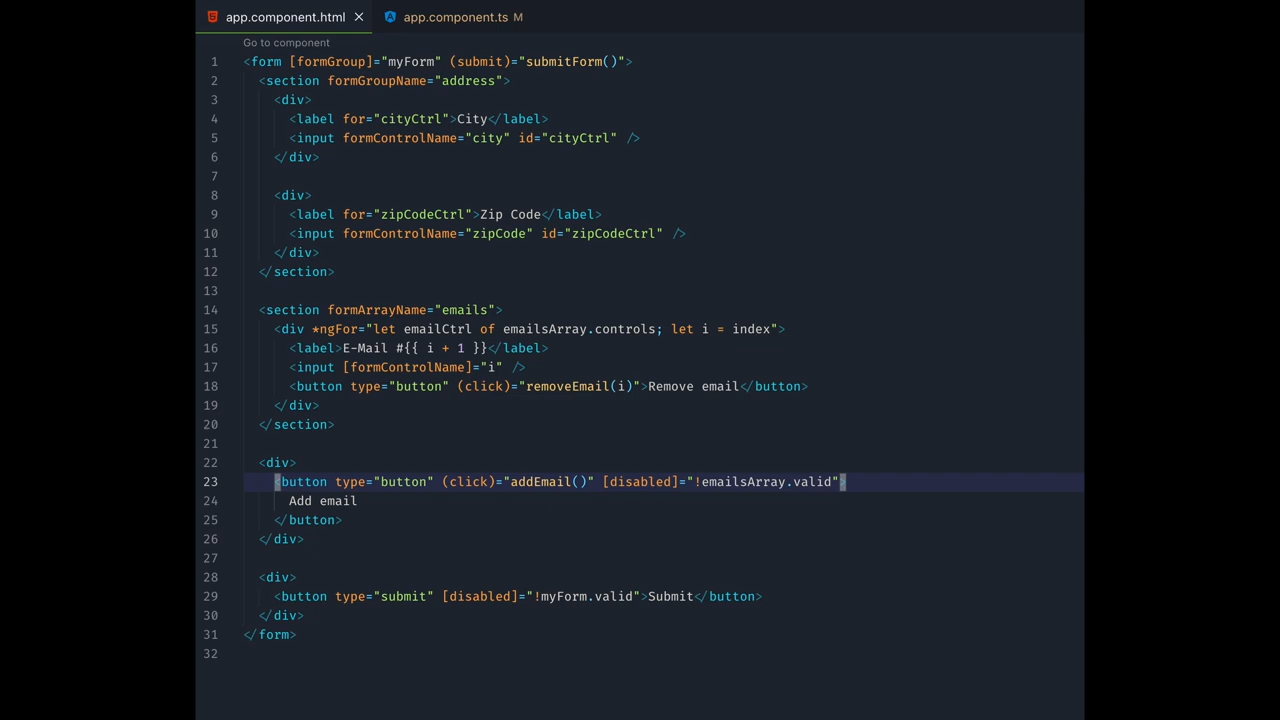 app.component.html
app.component.ts M
Go to component
1 <form [formGroup]="myForm" (submit)="submitForm()">
2   <section formGroupName="address">
3     <div>
4       <label for="cityCtrl">City</label>
5       <input formControlName="city" id="cityCtrl" />
6     </div>
7
8     <div>
9       <label for="zipCodeCtrl">Zip Code</label>
10       <input formControlName="zipCode" id="zipCodeCtrl" />
11     </div>
12   </section>
13
14   <section formArrayName="emails">
15     <div *ngFor="let emailCtrl of emailsArray.controls; let i = index">
16       <label>E-Mail #{{ i + 1 }}</label>
17       <input [formControlName]="i" />
18       <button type="button" (click)="removeEmail(i)">Remove email</button>
19     </div>
20   </section>
21
22   <div>
23     <button type="button" (click)="addEmail()" [disabled]="!emailsArray.valid">
24       Add email
25     </button>
26   </div>
27
28   <div>
29     <button type="submit" [disabled]="!myForm.valid">Submit</button>
30   </div>
31 </form>
32